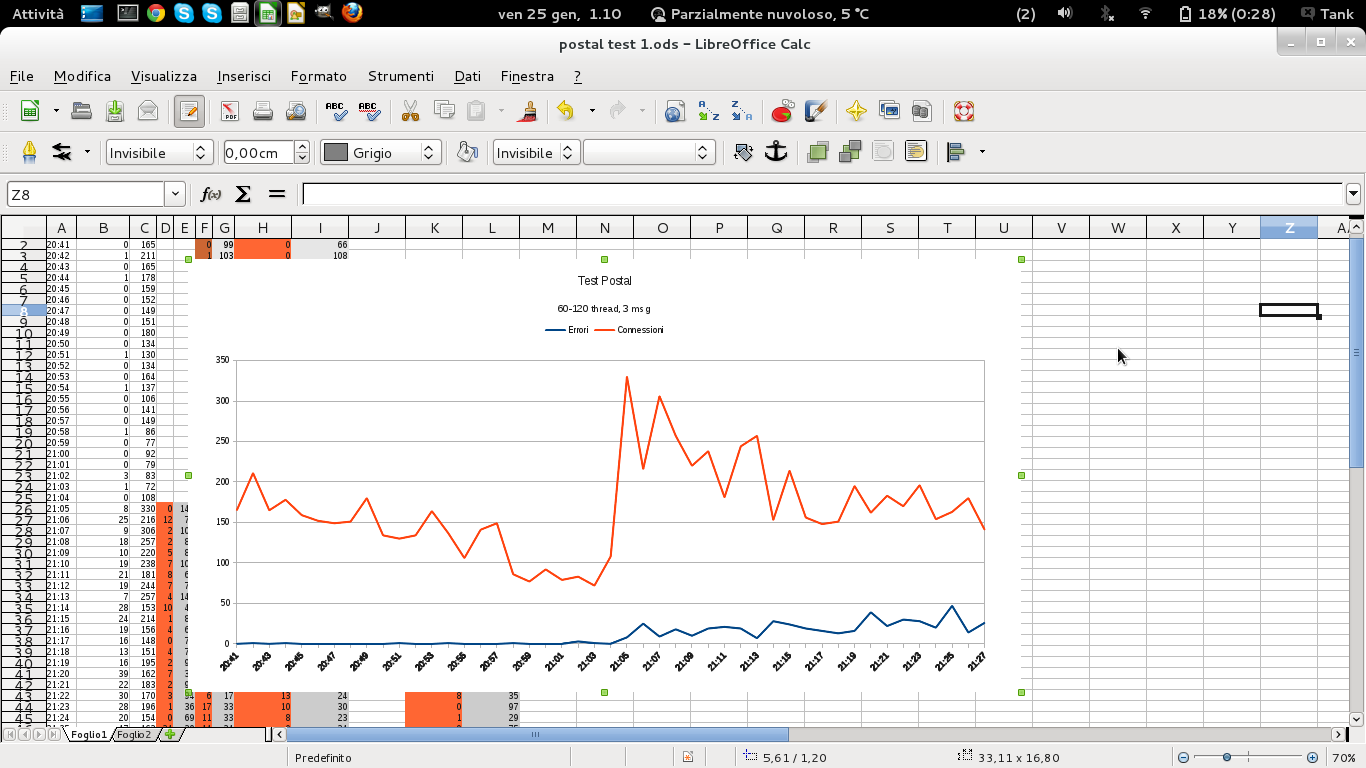 Attività
ven 25 gen, 1.10
Parzialmente nuvoloso, 5 °C
(2)
18% (0:28)
Tank
postal test 1.ods - LibreOffice Calc
File Modifica Visualizza Inserisci Formato Strumenti Dati Finestra ?
Invisibile 0,00cm Grigio Invisibile
Z8
A B C D E F G H I J K L M N O P Q R S T U V W X Y Z
2 20:41 0 165 0 99 0 66
3 20:42 1 211 1 103 0 108
4 20:43 0 165
5 20:44 1 178
6 20:45 0 159
7 20:46 0 152
8 20:47 0 149
9 20:48 0 151
10 20:49 0 180
11 20:50 0 134
12 20:51 1 130
13 20:52 0 134
14 20:53 0 164
15 20:54 1 137
16 20:55 0 106
17 20:56 0 141
18 20:57 0 149
19 20:58 1 86
20 20:59 0 77
21 21:00 0 92
22 21:01 0 79
23 21:02 3 83
24 21:03 1 72
25 21:04 0 108
26 21:05 8 330 0
27 21:06 25 216 12
28 21:07 9 306 2
29 21:08 18 257 2
30 21:09 10 220 5
31 21:10 19 238 7
32 21:11 21 181 8
33 21:12 19 244 7
34 21:13 7 257 4
35 21:14 28 153 10
36 21:15 24 214 1
37 21:16 19 156 4
38 21:17 16 148 0
39 21:18 13 151 4
40 21:19 16 195 2
41 21:20 39 162 7
42 21:21 22 183 2
43 21:22 30 170 3 94 6 17 13 24 8 35
44 21:23 28 196 1 36 17 33 10 30 0 97
45 21:24 20 154 0 69 11 33 8 23 1 29
Test Postal
60-120 thread, 3 ms g
Errori Connessioni
350
300
250
200
150
100
50
0
20:41 20:43 20:45 20:47 20:49 20:51 20:53 20:55 20:57 20:59 21:01 21:03 21:05 21:07 21:09 21:11 21:13 21:15 21:17 21:19 21:21 21:23 21:25 21:27
Foglio1 Foglio2
Predefinito
5,61 / 1,20
33,11 x 16,80
70%